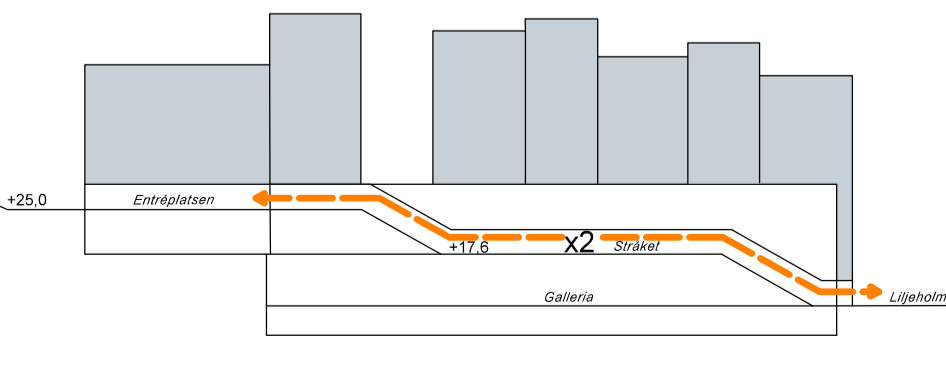 +25,0
Entréplatsen
+17,6
x2
Stråket
Galleria
Liljeholm